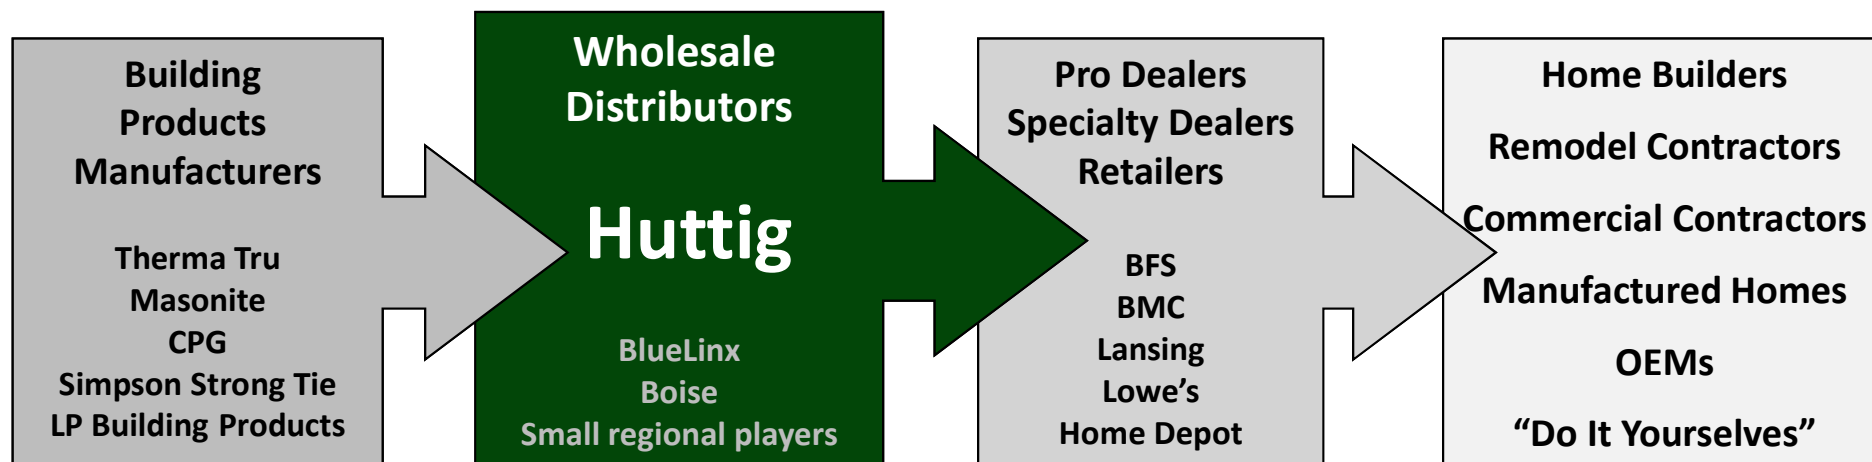 Building
Products
Manufacturers
Therma Tru
Masonite
CPG
Simpson Strong Tie
LP Building Products
Wholesale
Distributors
Huttig
BlueLinx
Boise
Small regional players
Pro Dealers
Specialty Dealers
Retailers
BFS
BMC
Lansing
Lowe’s
Home Depot
Home Builders
Remodel Contractors
Commercial Contractors
Manufactured Homes
OEMs
“Do It Yourselves”